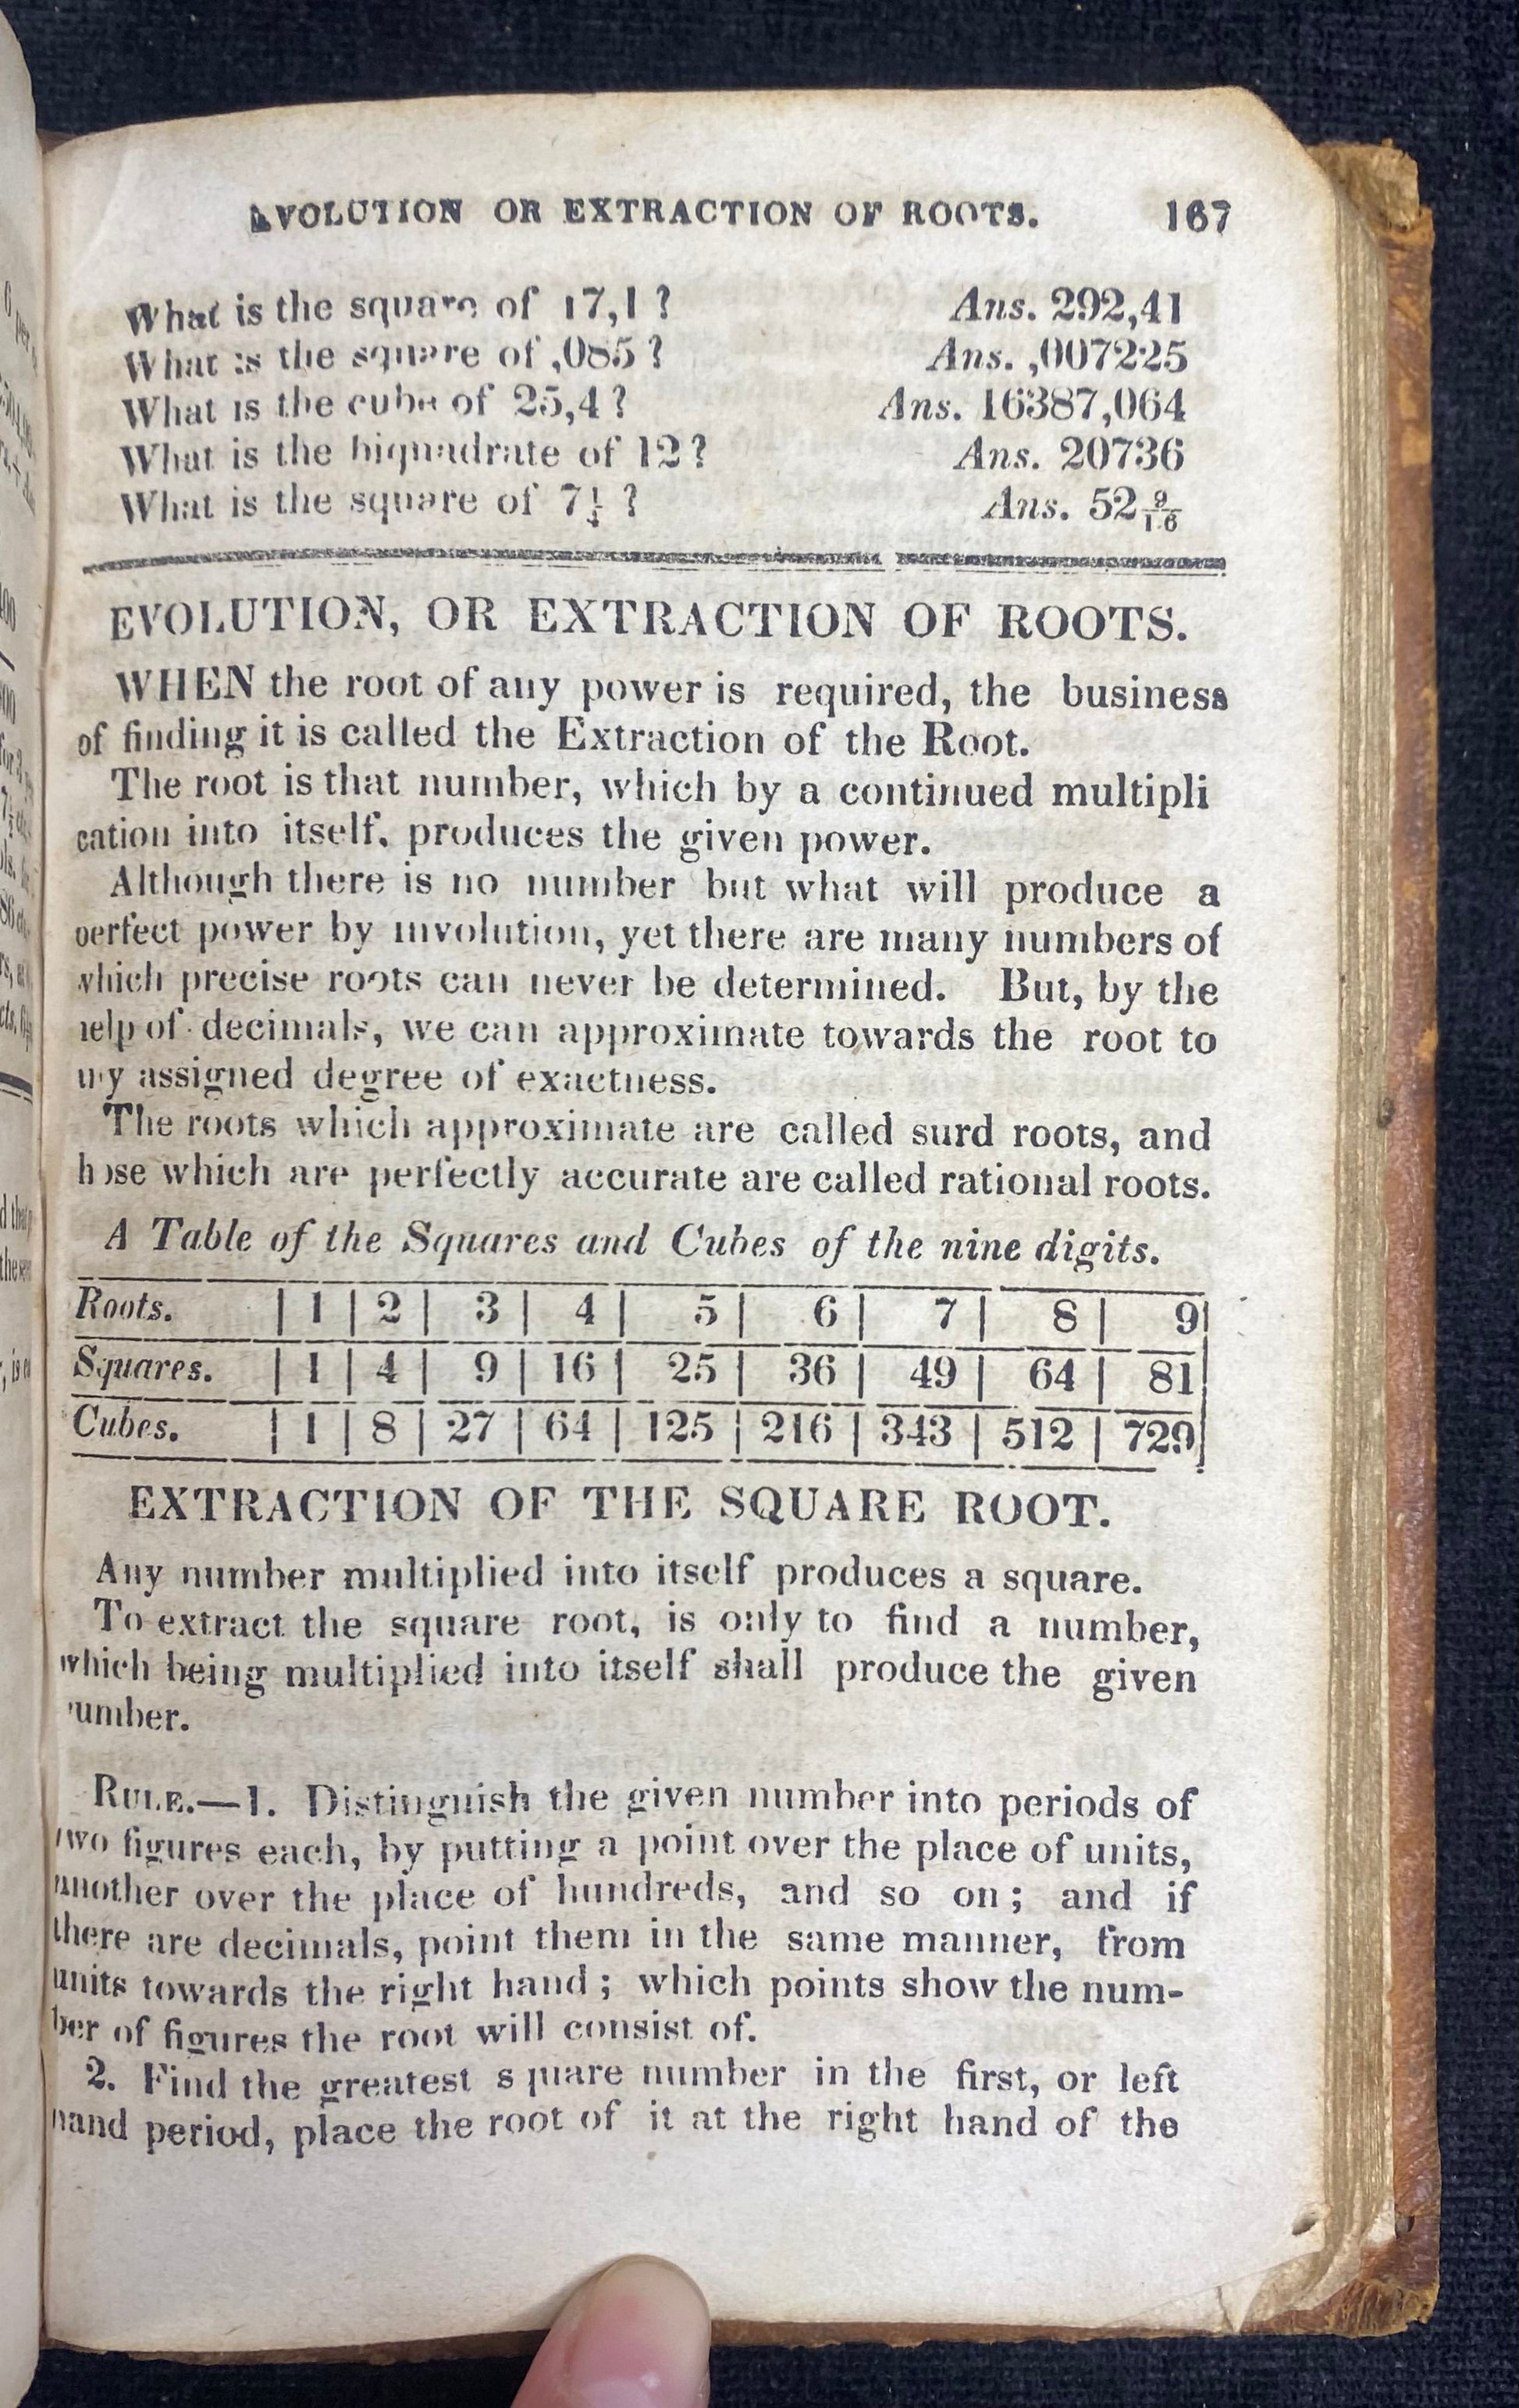 EVOLUTION OR EXTRACTION OF ROOTS. 167
What is the square of 17,1 ? Ans. 292,41
What is the square of ,085 ? Ans. ,007225
What is the cube of 25,4 ? Ans. 16387,064
What is the biquadrate of 12 ? Ans. 20736
What is the square of 7¼ ? Ans. 52 9/16
EVOLUTION, OR EXTRACTION OF ROOTS.
WHEN the root of any power is required, the business
of finding it is called the Extraction of the Root.
The root is that number, which by a continued multipli
cation into itself, produces the given power.
Although there is no number but what will produce a
perfect power by involution, yet there are many numbers of
which precise roots can never be determined. But, by the
help of decimals, we can approximate towards the root to
any assigned degree of exactness.
The roots which approximate are called surd roots, and
those which are perfectly accurate are called rational roots.
A Table of the Squares and Cubes of the nine digits.
Roots. | 1 | 2 | 3 | 4 | 5 | 6 | 7 | 8 | 9
Squares. | 1 | 4 | 9 | 16 | 25 | 36 | 49 | 64 | 81
Cubes. | 1 | 8 | 27 | 64 | 125 | 216 | 343 | 512 | 729
EXTRACTION OF THE SQUARE ROOT.
Any number multiplied into itself produces a square.
To extract the square root, is only to find a number,
which being multiplied into itself shall produce the given
number.
RULE.—1. Distinguish the given number into periods of
two figures each, by putting a point over the place of units,
another over the place of hundreds, and so on ; and if
there are decimals, point them in the same manner, from
units towards the right hand ; which points show the num-
ber of figures the root will consist of.
2. Find the greatest square number in the first, or left
hand period, place the root of it at the right hand of the